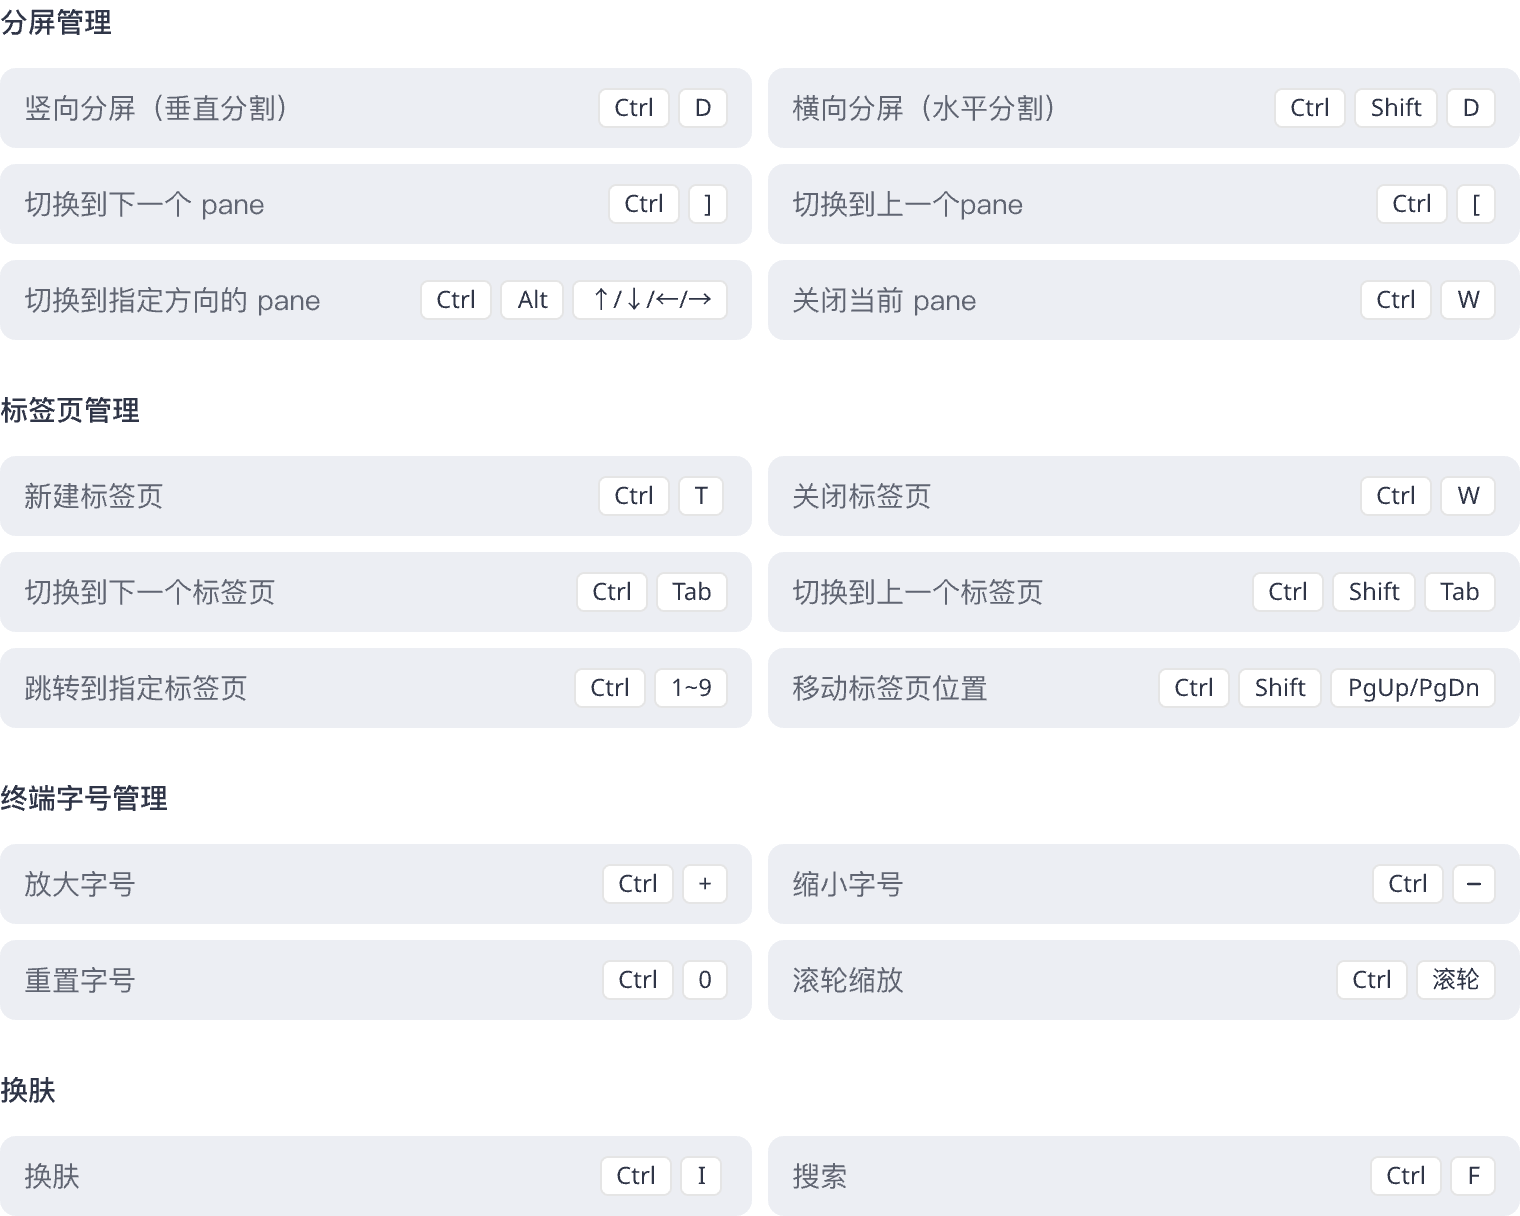 分屏管理
竖向分屏（垂直分割） Ctrl D
横向分屏（水平分割） Ctrl Shift D
切换到下一个 pane Ctrl ]
切换到上一个pane Ctrl [
切换到指定方向的 pane Ctrl Alt ↑/↓/←/→
关闭当前 pane Ctrl W
标签页管理
新建标签页 Ctrl T
关闭标签页 Ctrl W
切换到下一个标签页 Ctrl Tab
切换到上一个标签页 Ctrl Shift Tab
跳转到指定标签页 Ctrl 1~9
移动标签页位置 Ctrl Shift PgUp/PgDn
终端字号管理
放大字号 Ctrl +
缩小字号 Ctrl −
重置字号 Ctrl 0
滚轮缩放 Ctrl 滚轮
换肤
换肤 Ctrl I
搜索 Ctrl F